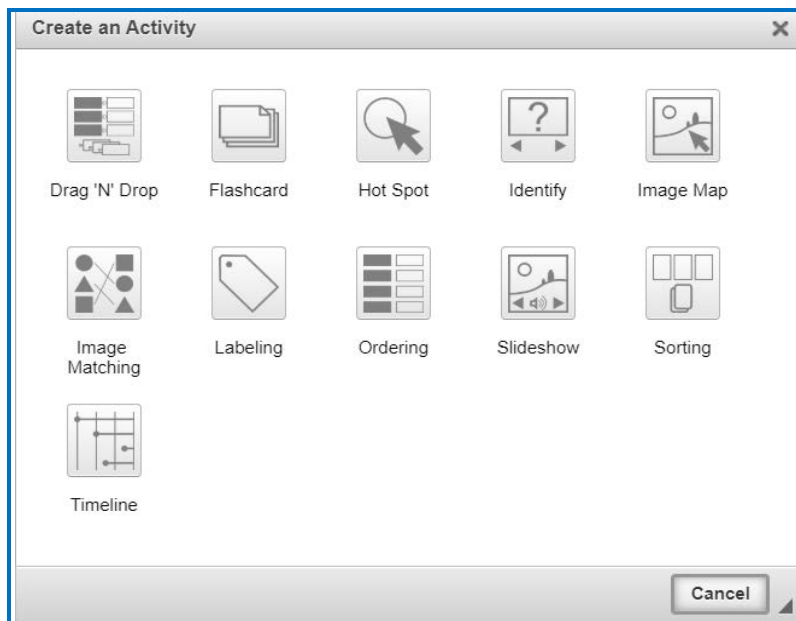 Create an Activity
Drag 'N' Drop
Flashcard
Hot Spot
Identify
Image Map
Image
Matching
Labeling
Ordering
Slideshow
Sorting
Timeline
Cancel